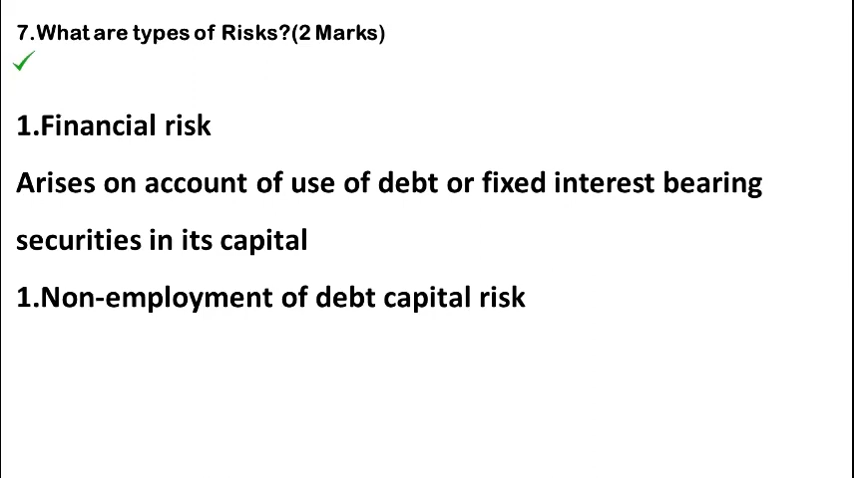 7.What are types of Risks?(2 Marks)
1.Financial risk
Arises on account of use of debt or fixed interest bearing
securities in its capital
1.Non-employment of debt capital risk